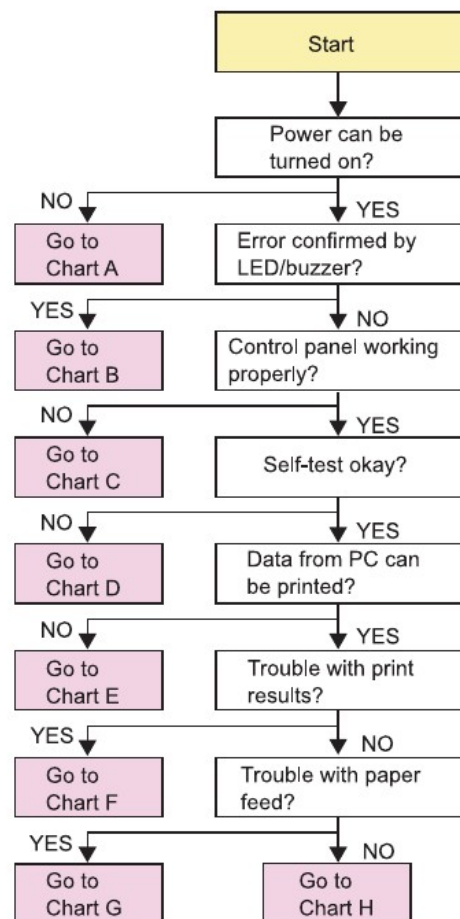 Start
Power can be
turned on?
NO
YES
Go to
Chart A
Error confirmed by
LED/buzzer?
YES
NO
Go to
Chart B
Control panel working
properly?
NO
YES
Go to
Chart C
Self-test okay?
NO
YES
Go to
Chart D
Data from PC can
be printed?
NO
YES
Go to
Chart E
Trouble with print
results?
YES
NO
Go to
Chart F
Trouble with paper
feed?
YES
NO
Go to
Chart G
Go to
Chart H